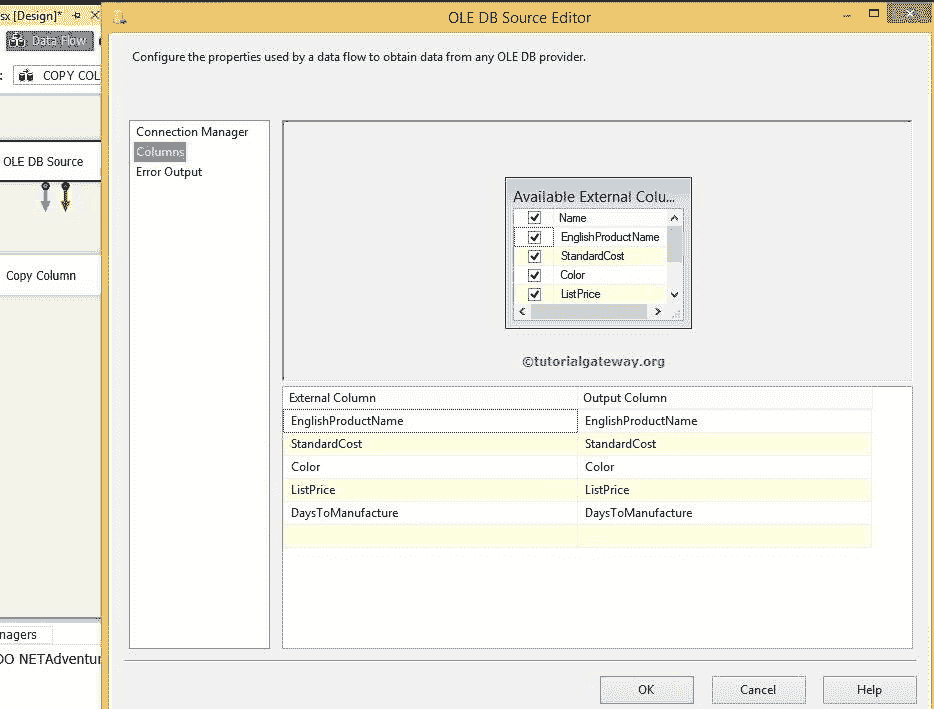 sx [Design]*
OLE DB Source Editor
Data Flow
Configure the properties used by a data flow to obtain data from any OLE DB provider.
: COPY COL
Connection Manager
Columns
Error Output
OLE DB Source
Copy Column
Available External Colu...
Name
EnglishProductName
StandardCost
Color
ListPrice
©tutorialgateway.org
External Column Output Column
EnglishProductName EnglishProductName
StandardCost StandardCost
Color Color
ListPrice ListPrice
DaysToManufacture DaysToManufacture
nagers
DO NETAdventur
OK Cancel Help